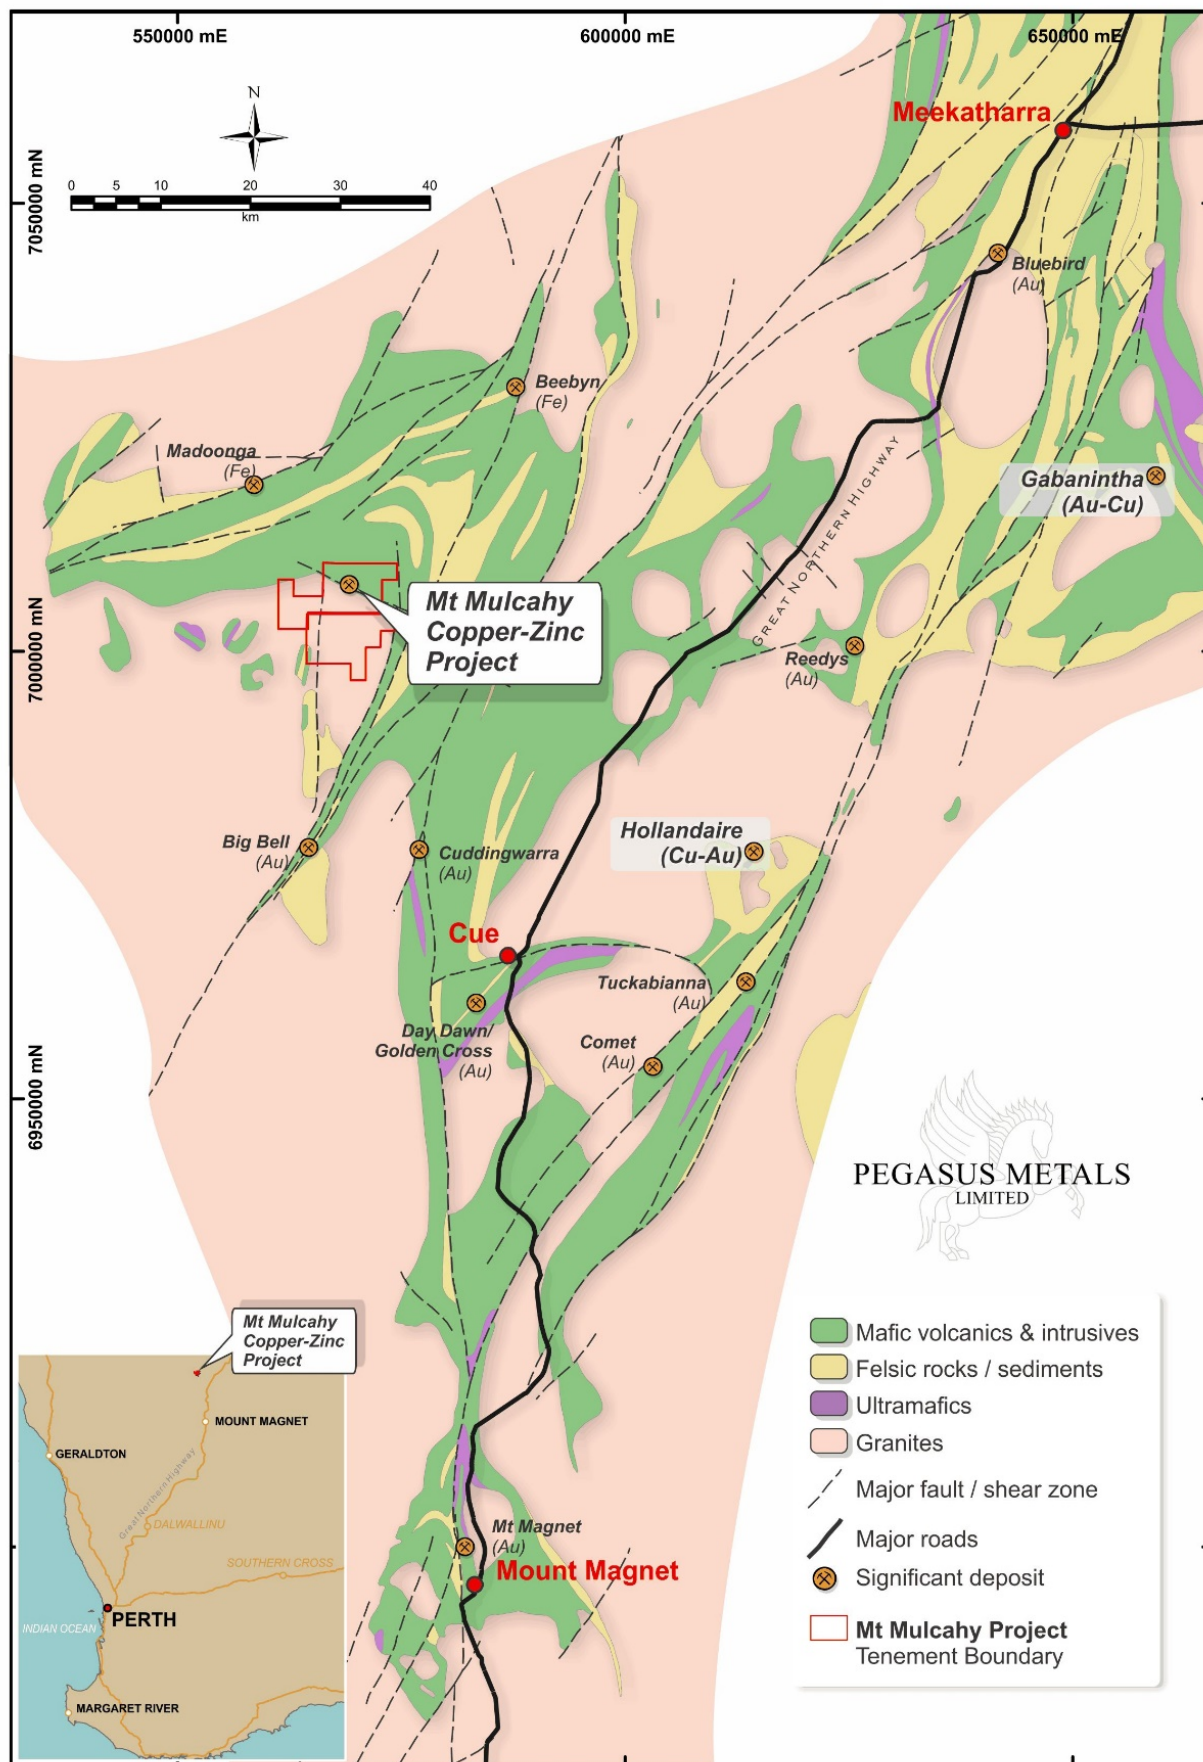 550000 mE
600000 mE
650000 mE
N
0 5 10 20 30 40
km
7050000 mN
7000000 mN
6950000 mN
Meekatharra
Bluebird
(Au)
Beebyn
(Fe)
Madoonga
(Fe)
Gabanintha
(Au-Cu)
GREAT NORTHERN HIGHWAY
Mt Mulcahy
Copper-Zinc
Project
Reedys
(Au)
Big Bell
(Au)
Cuddingwarra
(Au)
Hollandaire
(Cu-Au)
Cue
Tuckabianna
(Au)
Day Dawn/
Golden Cross
(Au)
Comet
(Au)
PEGASUS METALS
LIMITED
Mt Magnet
(Au)
Mount Magnet
Mafic volcanics & intrusives
Felsic rocks / sediments
Ultramafics
Granites
Major fault / shear zone
Major roads
Significant deposit
Mt Mulcahy Project
Tenement Boundary
Mt Mulcahy
Copper-Zinc
Project
MOUNT MAGNET
GERALDTON
Great Northern Highway
DALWALLINU
SOUTHERN CROSS
PERTH
INDIAN OCEAN
MARGARET RIVER